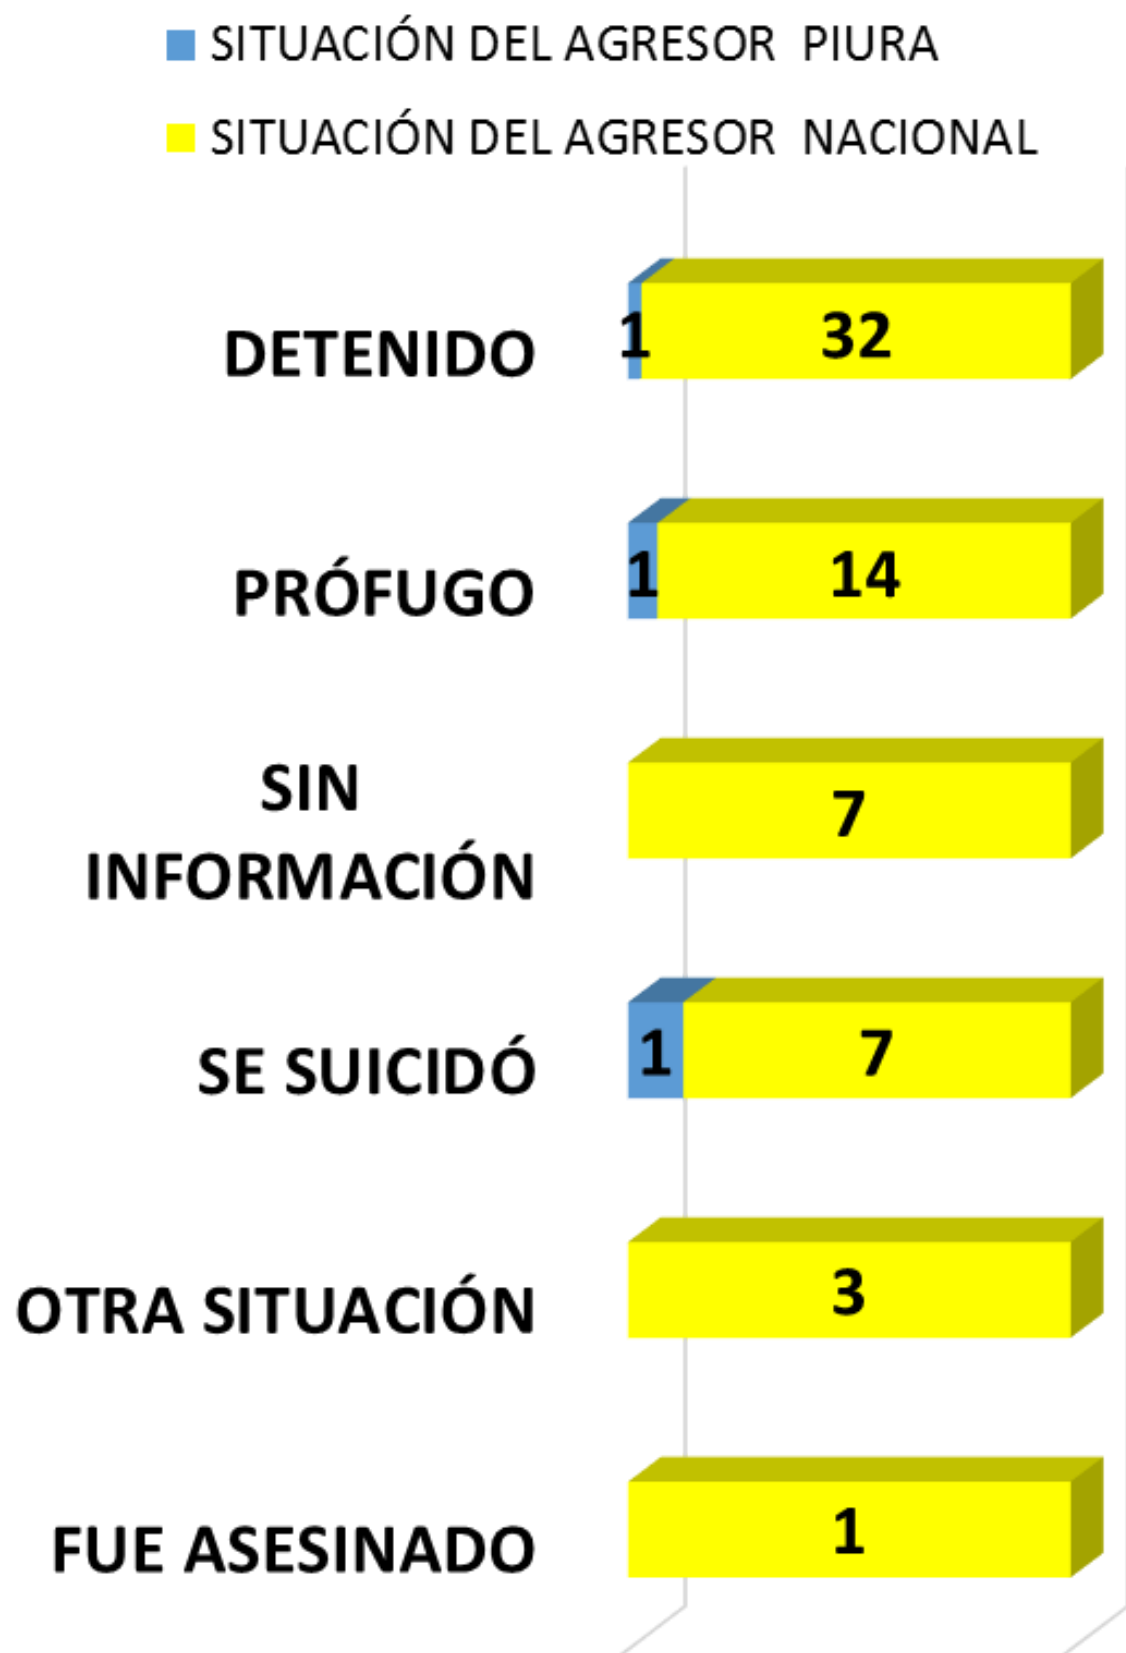 SITUACIÓN DEL AGRESOR PIURA
SITUACIÓN DEL AGRESOR NACIONAL
DETENIDO 1 32
PRÓFUGO 1 14
SIN
INFORMACIÓN
7
SE SUICIDÓ 1 7
OTRA SITUACIÓN 3
FUE ASESINADO 1